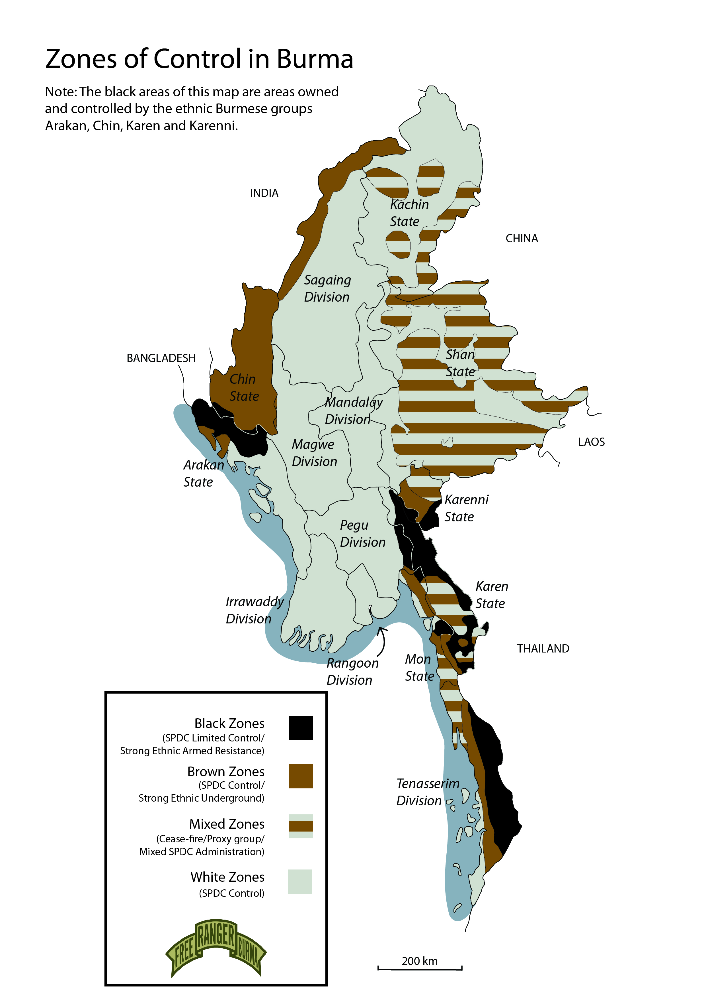 Zones of Control in Burma
Note: The black areas of this map are areas owned
and controlled by the ethnic Burmese groups
Arakan, Chin, Karen and Karenni.
INDIA
Kachin
State
CHINA
Sagaing
Division
BANGLADESH
Shan
State
Chin
State
Mandalay
Division
Magwe
Division
LAOS
Arakan
State
Karenni
State
Pegu
Division
Karen
State
Irrawaddy
Division
THAILAND
Rangoon
Division
Mon
State
Tenasserim
Division
Black Zones
(SPDC Limited Control/
Strong Ethnic Armed Resistance)
Brown Zones
(SPDC Control/
Strong Ethnic Underground)
Mixed Zones
(Cease-fire/Proxy group/
Mixed SPDC Administration)
White Zones
(SPDC Control)
FREE RANGER BURMA
200 km